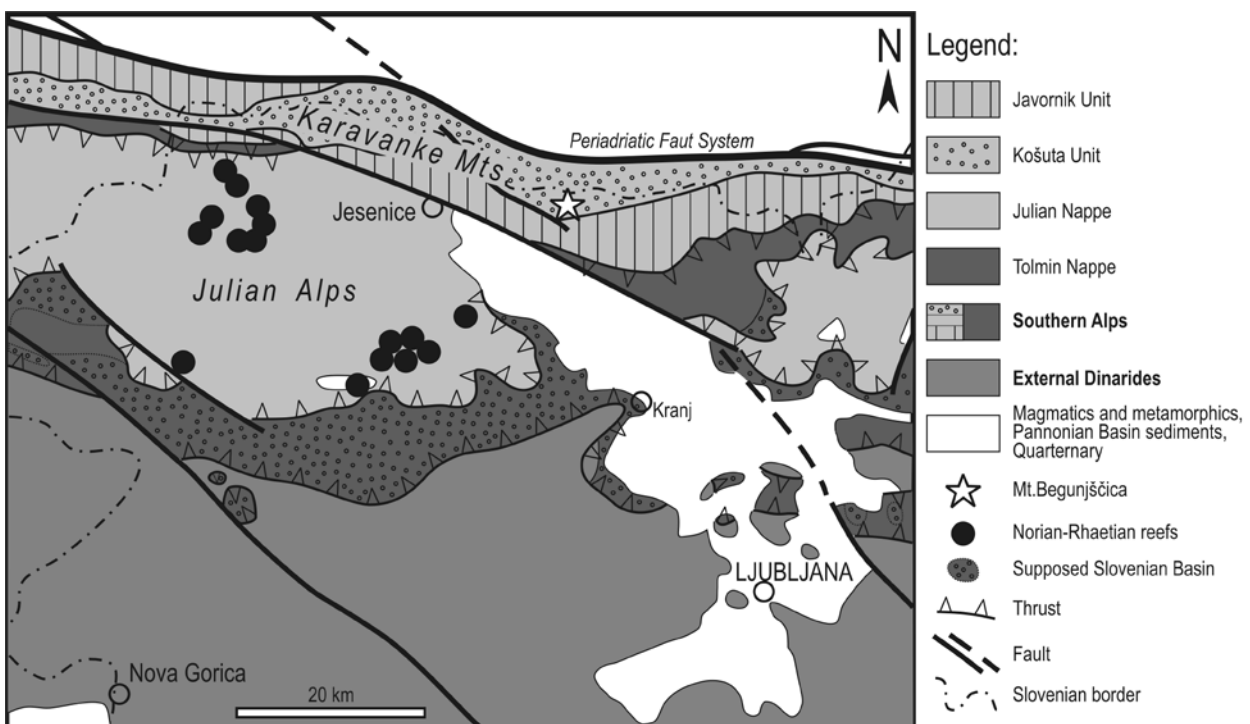 N
Karavanke Mts.
Periadriatic Faut System
Jesenice
Julian Alps
Kranj
LJUBLJANA
Nova Gorica
20 km
Legend:
Javornik Unit
Košuta Unit
Julian Nappe
Tolmin Nappe
Southern Alps
External Dinarides
Magmatics and metamorphics,
Pannonian Basin sediments,
Quarternary
Mt.Begunjščica
Norian-Rhaetian reefs
Supposed Slovenian Basin
Thrust
Fault
Slovenian border